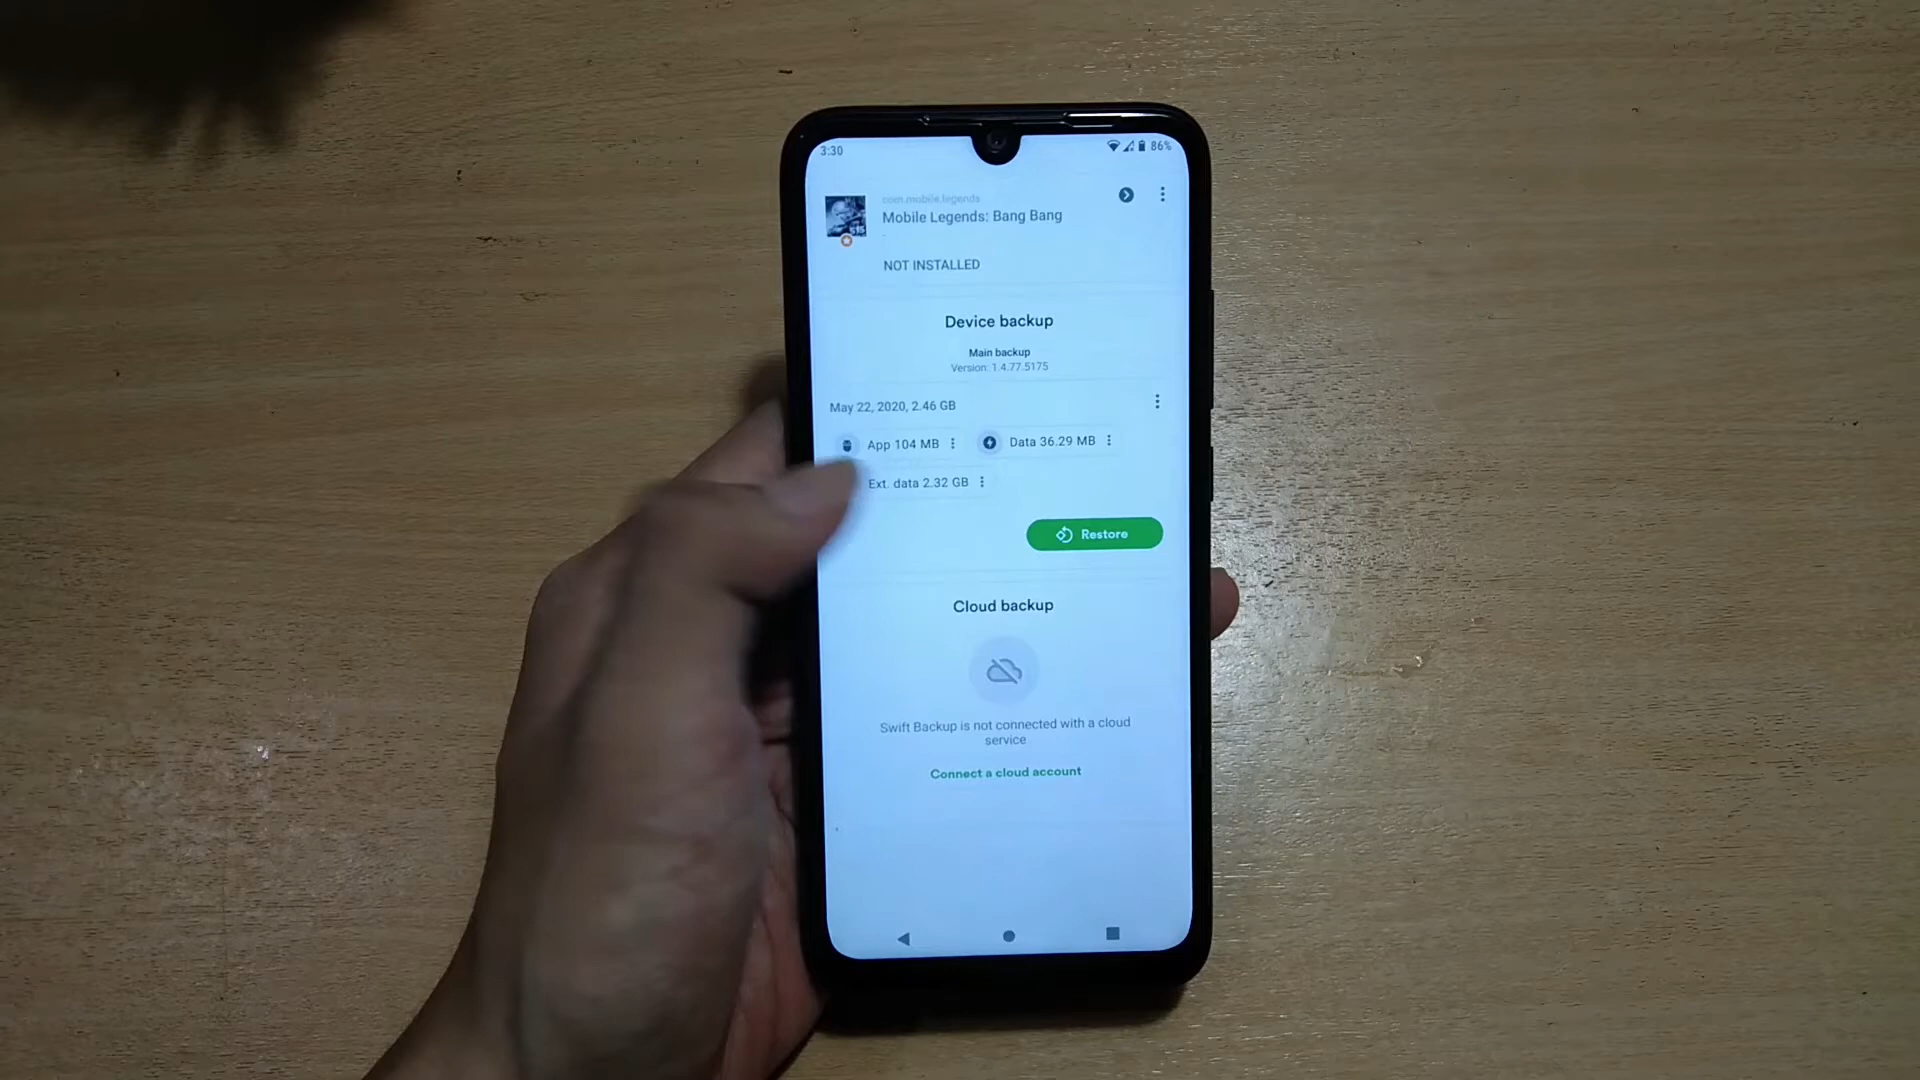 3:30
86%
com.mobile.legends
Mobile Legends: Bang Bang
NOT INSTALLED
Device backup
Main backup
Version: 1.4.77.5175
May 22, 2020, 2.46 GB
App 104 MB
Data 36.29 MB
Ext. data 2.32 GB
Restore
Cloud backup
Swift Backup is not connected with a cloud
service
Connect a cloud account